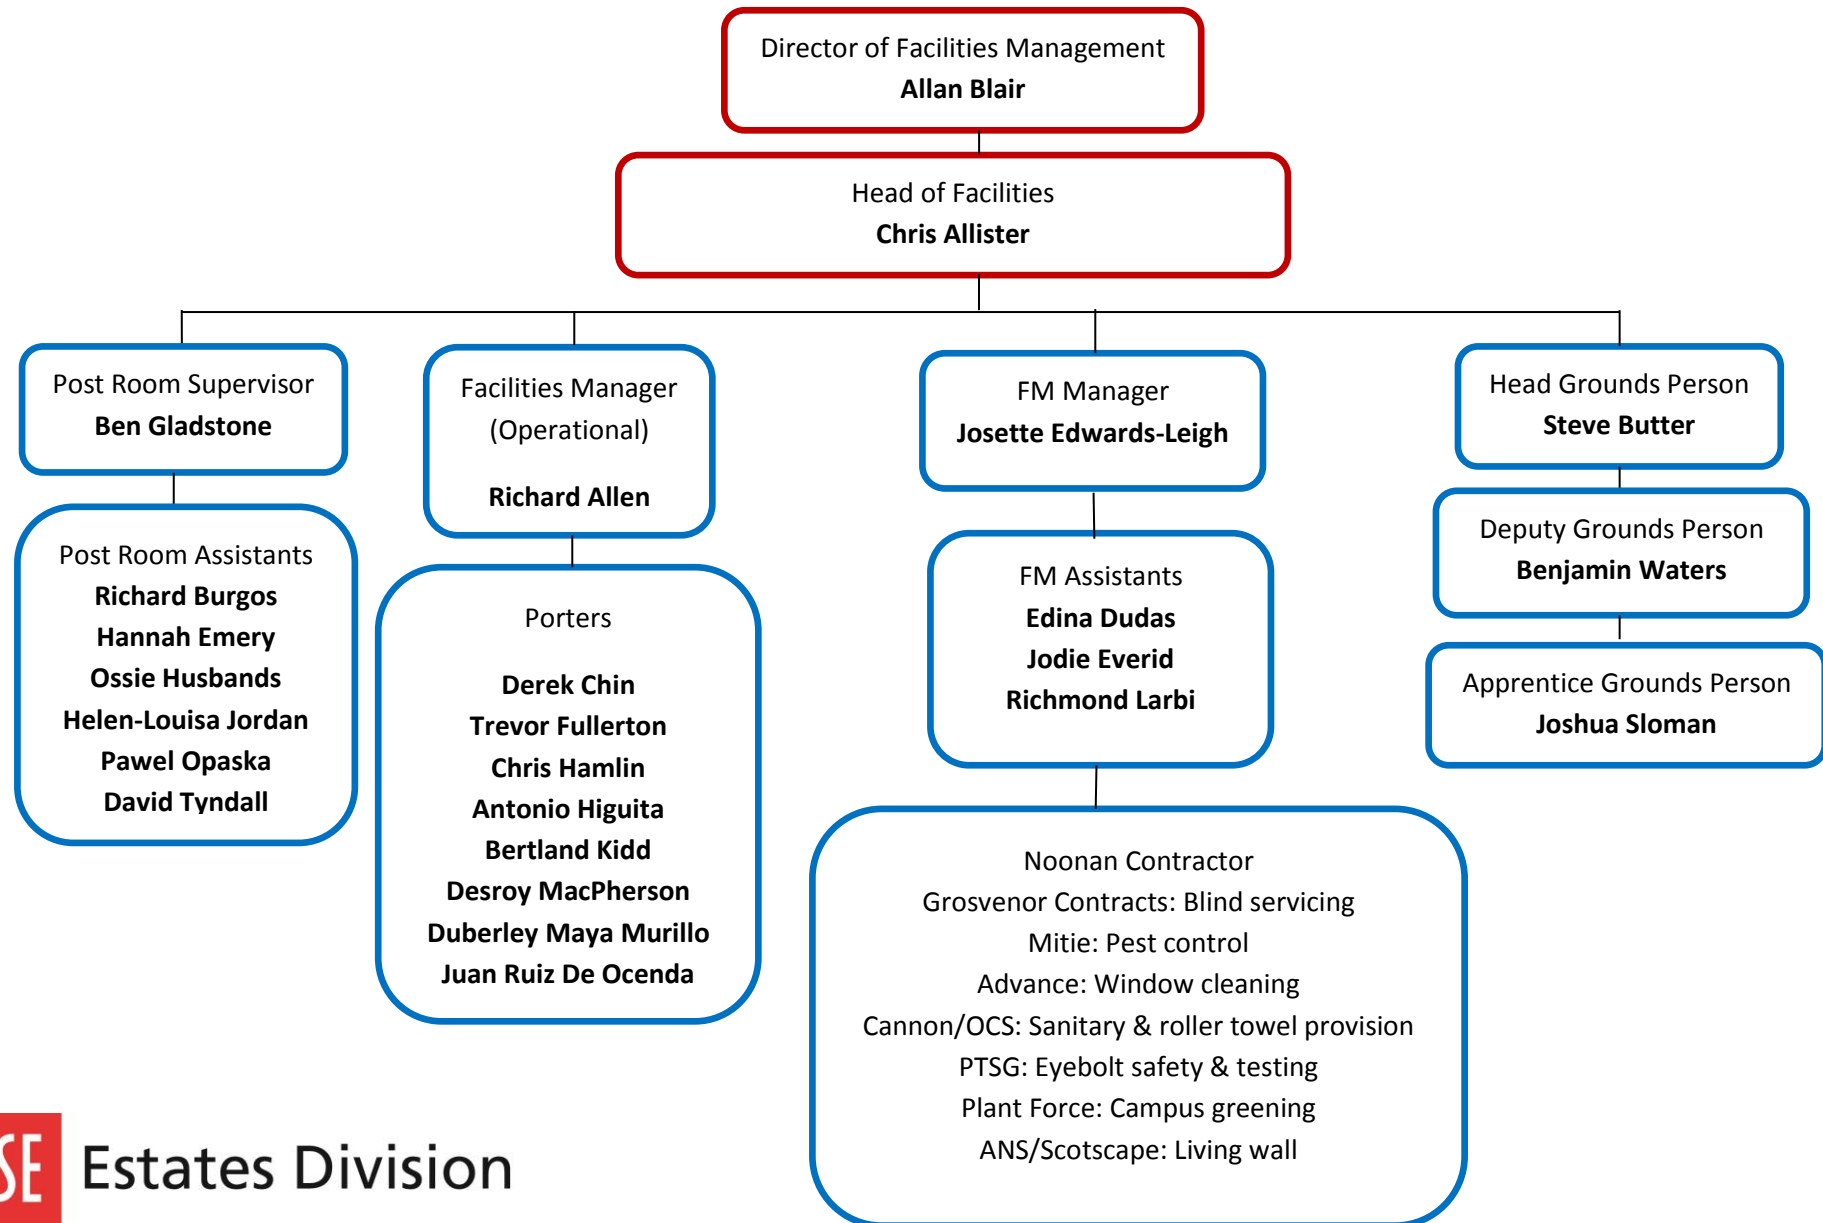 Director of Facilities Management
Allan Blair
Head of Facilities
Chris Allister
Post Room Supervisor
Ben Gladstone
Post Room Assistants
Richard Burgos
Hannah Emery
Ossie Husbands
Helen-Louisa Jordan
Pawel Opaska
David Tyndall
Facilities Manager
(Operational)
Richard Allen
Porters
Derek Chin
Trevor Fullerton
Chris Hamlin
Antonio Higuita
Bertland Kidd
Desroy MacPherson
Duberley Maya Murillo
Juan Ruiz De Ocenda
FM Manager
Josette Edwards-Leigh
FM Assistants
Edina Dudas
Jodie Everid
Richmond Larbi
Noonan Contractor
Grosvenor Contracts: Blind servicing
Mitie: Pest control
Advance: Window cleaning
Cannon/OCS: Sanitary & roller towel provision
PTSG: Eyebolt safety & testing
Plant Force: Campus greening
ANS/Scotscape: Living wall
Head Grounds Person
Steve Butter
Deputy Grounds Person
Benjamin Waters
Apprentice Grounds Person
Joshua Sloman
SE Estates Division